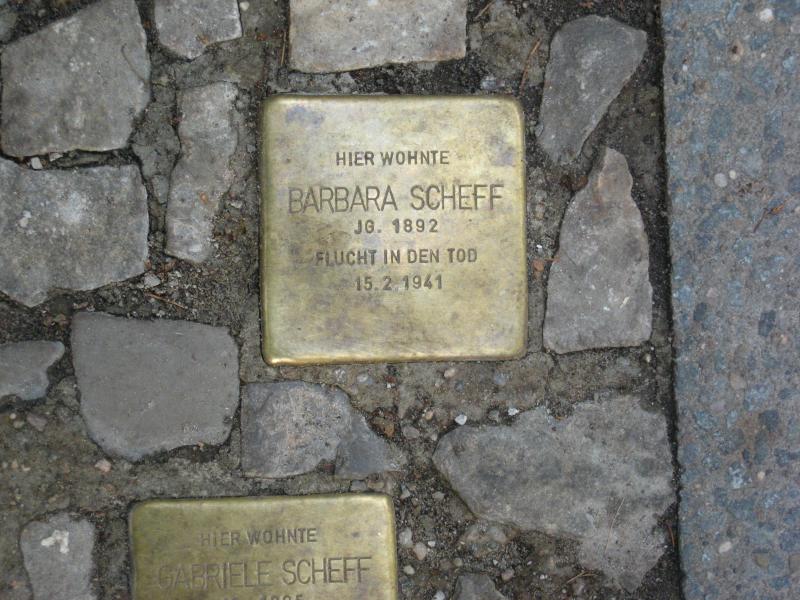 HIER WOHNTE
BARBARA SCHEFF
JG. 1892
FLUCHT IN DEN TOD
15.2.1941
HIER WOHNTE
GABRIELE SCHEFF